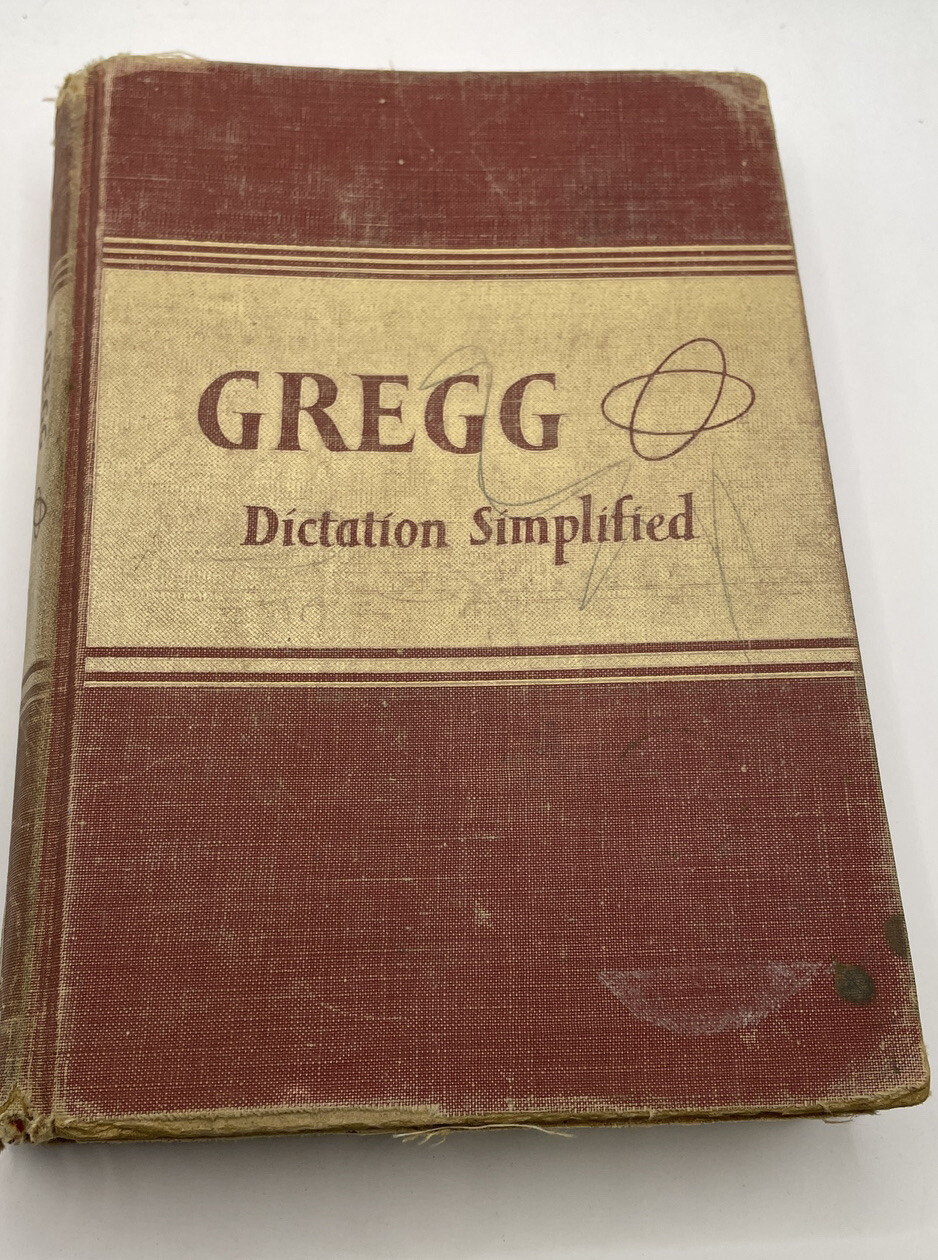 GREGG
Dictation Simplified